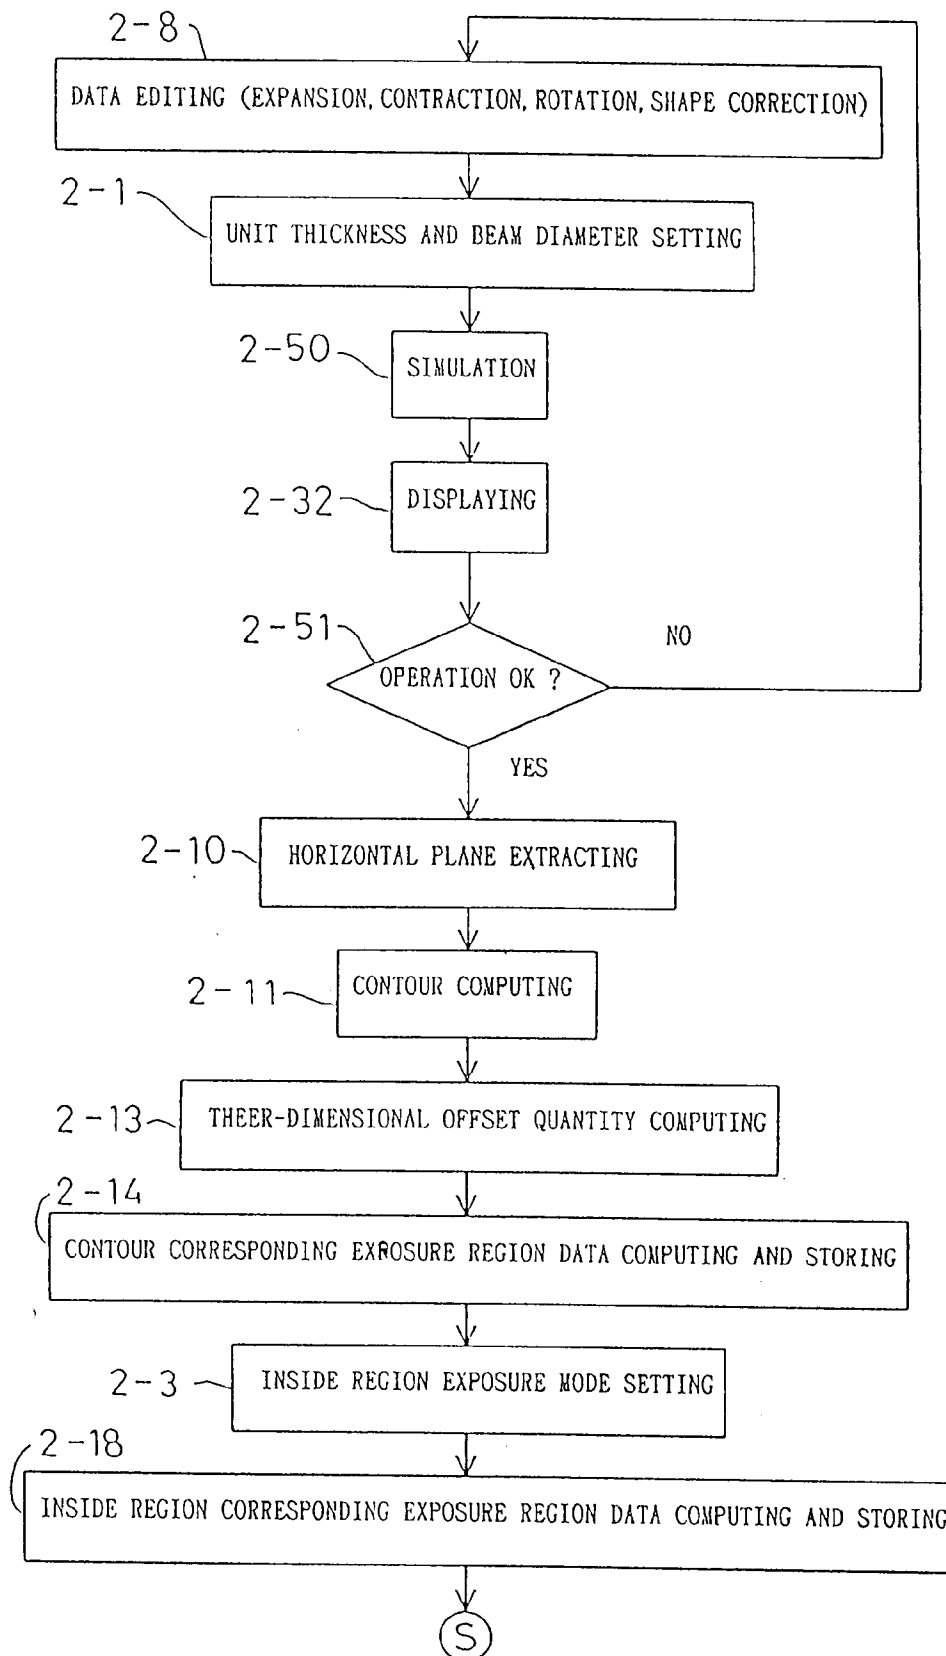 2-8
DATA EDITING (EXPANSION, CONTRACTION, ROTATION, SHAPE CORRECTION)
2-1
UNIT THICKNESS AND BEAM DIAMETER SETTING
2-50
SIMULATION
2-32
DISPLAYING
2-51
OPERATION OK ?
NO
YES
2-10
HORIZONTAL PLANE EXTRACTING
2-11
CONTOUR COMPUTING
2-13
THEER-DIMENSIONAL OFFSET QUANTITY COMPUTING
2-14
CONTOUR CORRESPONDING EXPOSURE REGION DATA COMPUTING AND STORING
2-3
INSIDE REGION EXPOSURE MODE SETTING
2-18
INSIDE REGION CORRESPONDING EXPOSURE REGION DATA COMPUTING AND STORING
S